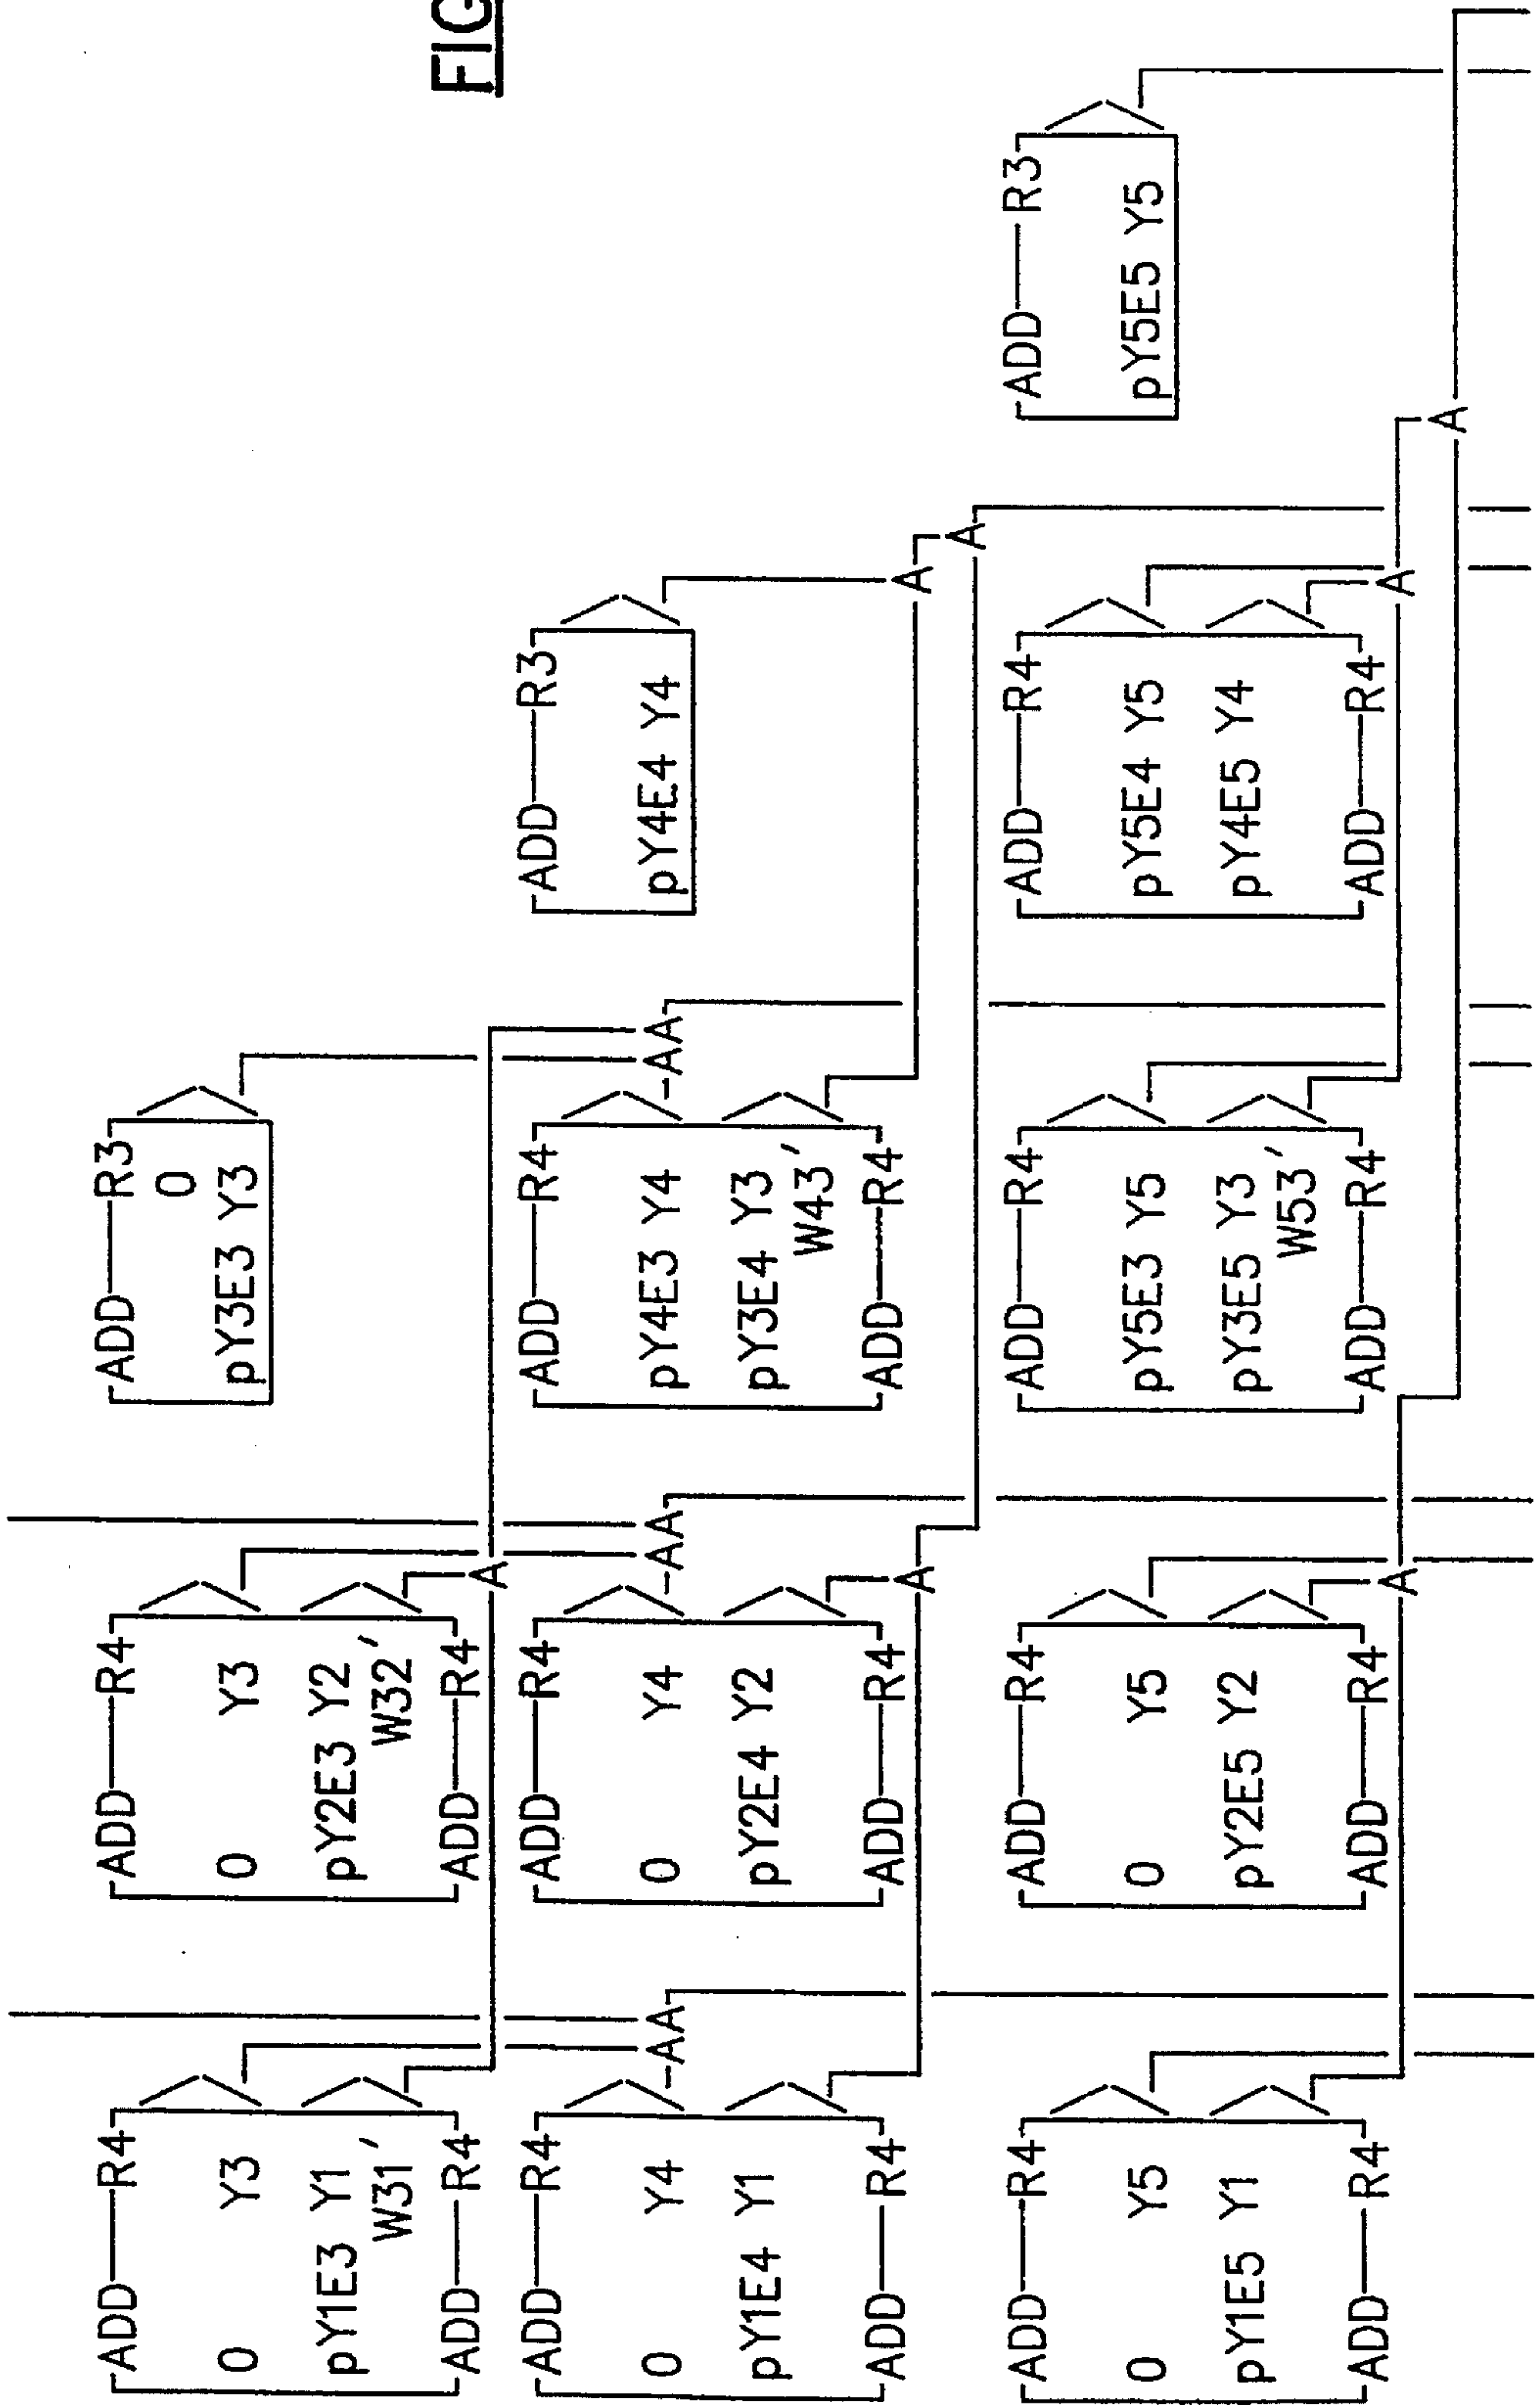 ADD R4 ADD R4 ADD R3
0
0 Y3 0 Y3 pY3E3 Y3
pY1E3 Y1 pY2E3 Y2
W31' W32'
ADD R4 ADD R4
FIG
A
ADD R4 ADD R4 ADD R4 ADD R3
0 Y4 AA 0 Y4 AA pY4E3 Y4 AA pY4E4 Y4
pY1E4 Y1 pY2E4 Y2 pY3E4 Y3
W43'
ADD R4 ADD R4 ADD R4
A A
A
ADD R4 ADD R4 ADD R4 ADD R4 ADD R3
0 Y5 0 Y5 pY5E3 Y5 pY5E4 Y5 pY5E5 Y5
pY1E5 Y1 pY2E5 Y2 pY3E5 Y3 pY4E5 Y4
W53'
ADD R4 ADD R4 ADD R4 ADD R4
A A
A